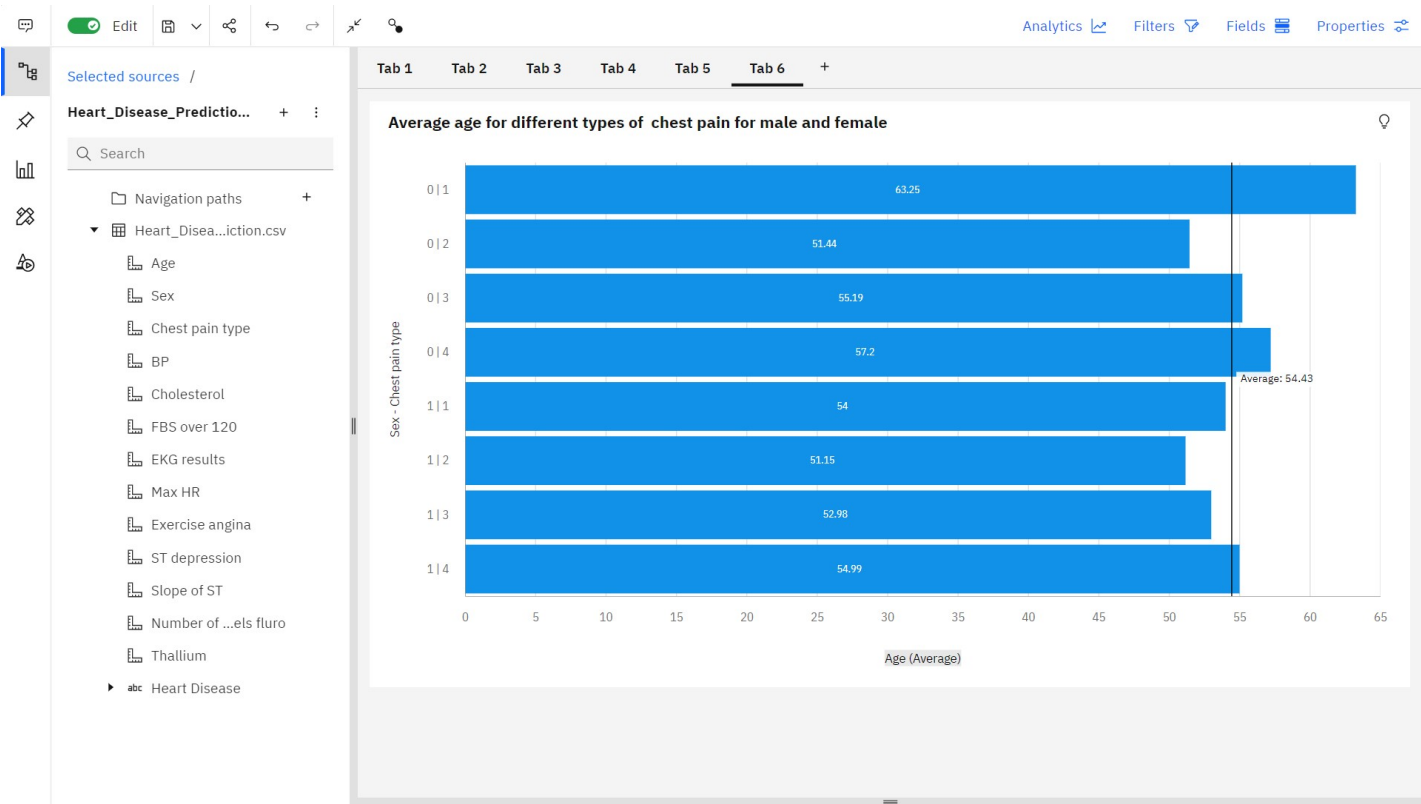 Edit
Analytics
Filters
Fields
Properties
Selected sources /
Heart_Disease_Predictio...
Search
Navigation paths
Heart_Disea...iction.csv
Age
Sex
Chest pain type
BP
Cholesterol
FBS over 120
EKG results
Max HR
Exercise angina
ST depression
Slope of ST
Number of ...els fluro
Thallium
abc Heart Disease
Tab 1 Tab 2 Tab 3 Tab 4 Tab 5 Tab 6 +
Average age for different types of chest pain for male and female
Sex - Chest pain type
0|1 63.25
0|2 51.44
0|3 55.19
0|4 57.2
Average: 54.43
1|1 54
1|2 51.15
1|3 52.98
1|4 54.99
0 5 10 15 20 25 30 35 40 45 50 55 60 65
Age (Average)